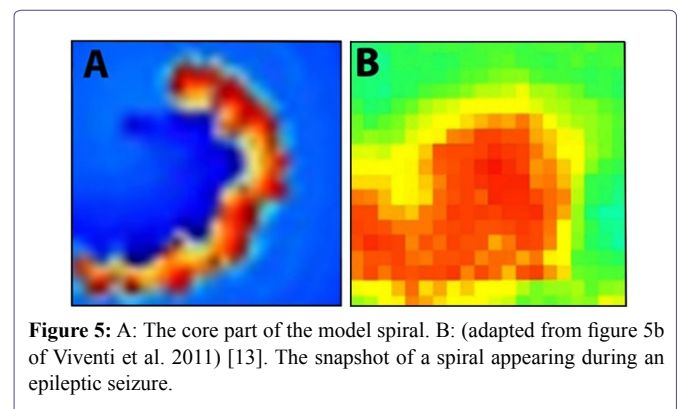 A B
Figure 5: A: The core part of the model spiral. B: (adapted from figure 5b
of Viventi et al. 2011) [13]. The snapshot of a spiral appearing during an
epileptic seizure.